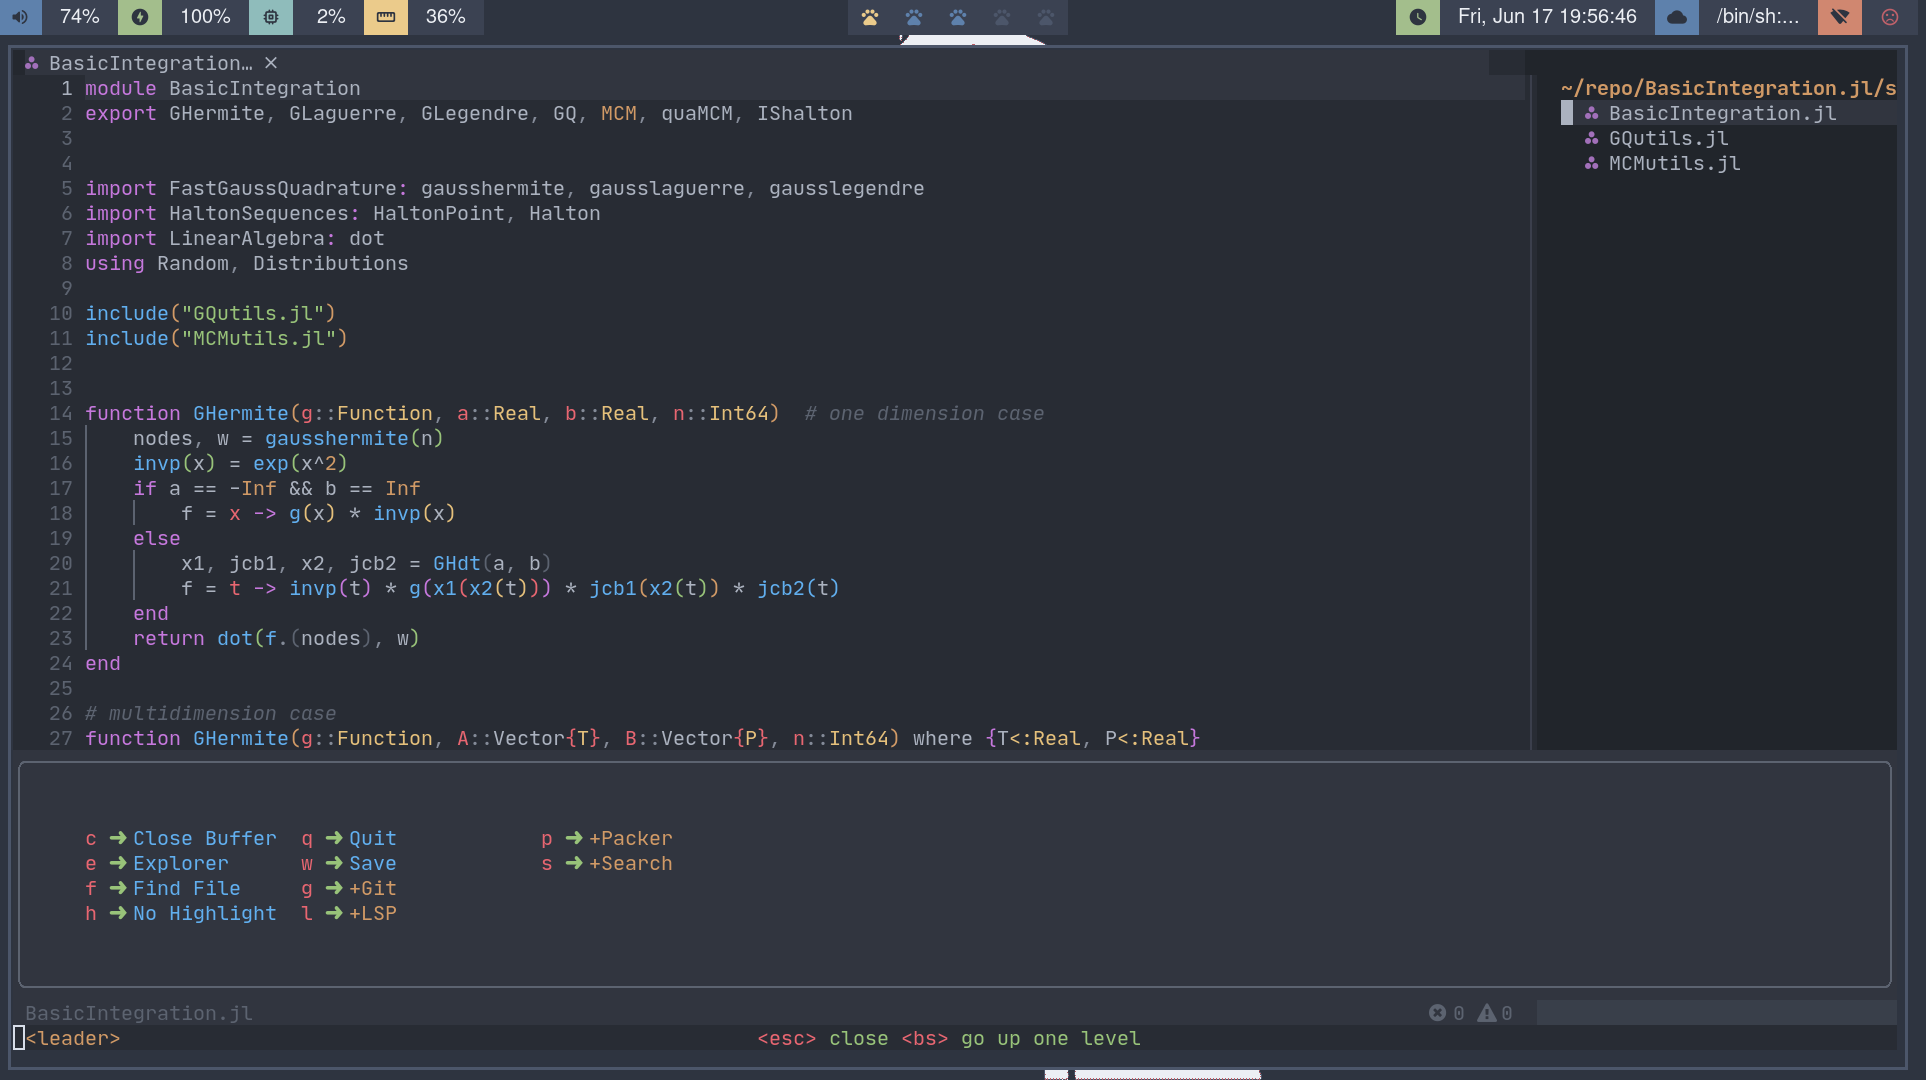 74% 100% 2% 36% Fri, Jun 17 19:56:46 /bin/sh:...
BasicIntegration… ×
1 module BasicIntegration
2 export GHermite, GLaguerre, GLegendre, GQ, MCM, quaMCM, IShalton
3
4
5 import FastGaussQuadrature: gausshermite, gausslaguerre, gausslegendre
6 import HaltonSequences: HaltonPoint, Halton
7 import LinearAlgebra: dot
8 using Random, Distributions
9
10 include("GQutils.jl")
11 include("MCMutils.jl")
12
13
14 function GHermite(g::Function, a::Real, b::Real, n::Int64)  # one dimension case
15     nodes, w = gausshermite(n)
16     invp(x) = exp(x^2)
17     if a == -Inf && b == Inf
18         f = x -> g(x) * invp(x)
19     else
20         x1, jcb1, x2, jcb2 = GHdt(a, b)
21         f = t -> invp(t) * g(x1(x2(t))) * jcb1(x2(t)) * jcb2(t)
22     end
23     return dot(f.(nodes), w)
24 end
25
26 # multidimension case
27 function GHermite(g::Function, A::Vector{T}, B::Vector{P}, n::Int64) where {T<:Real, P<:Real}
~/repo/BasicIntegration.jl/s
BasicIntegration.jl
GQutils.jl
MCMutils.jl
c ➜ Close Buffer q ➜ Quit p ➜ +Packer
e ➜ Explorer w ➜ Save s ➜ +Search
f ➜ Find File g ➜ +Git
h ➜ No Highlight l ➜ +LSP
BasicIntegration.jl 0 0
<leader> <esc> close <bs> go up one level